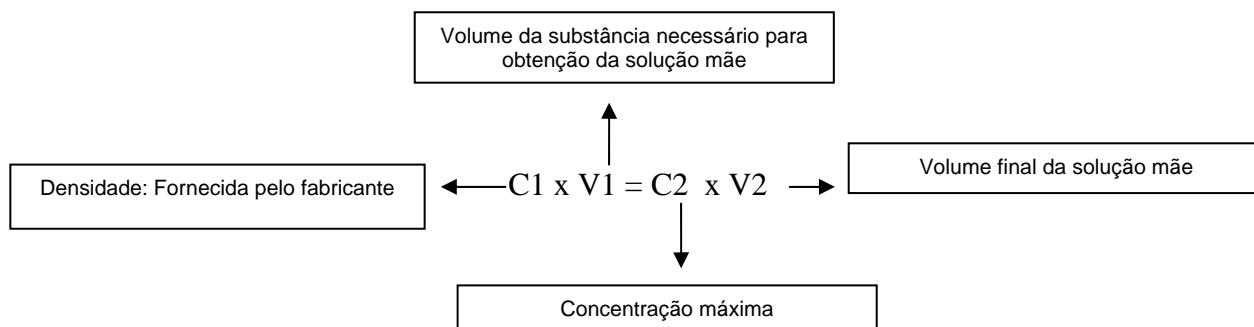 Volume da substância necessário para
obtenção da solução mãe
Densidade: Fornecida pelo fabricante
C1 x V1 = C2 x V2
Volume final da solução mãe
Concentração máxima